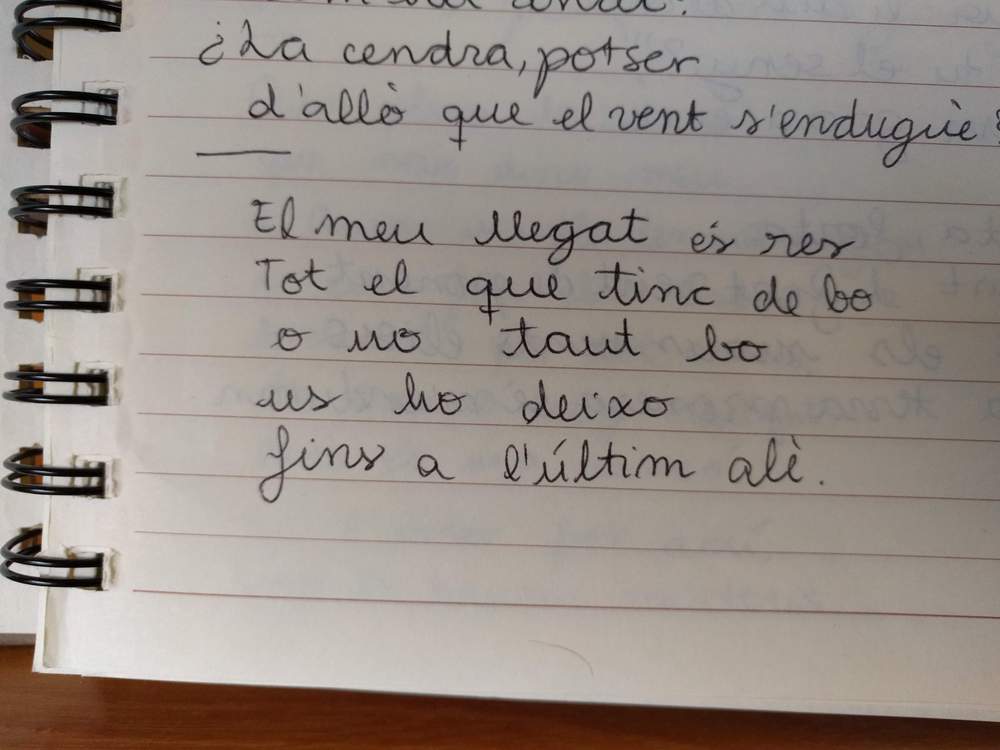 ¿La cendra, potser
d'allò que el vent s'endugué?
El meu llegat és res
Tot el que tinc de bo
o no tant bo
us ho deixo
fins a l'últim alè.